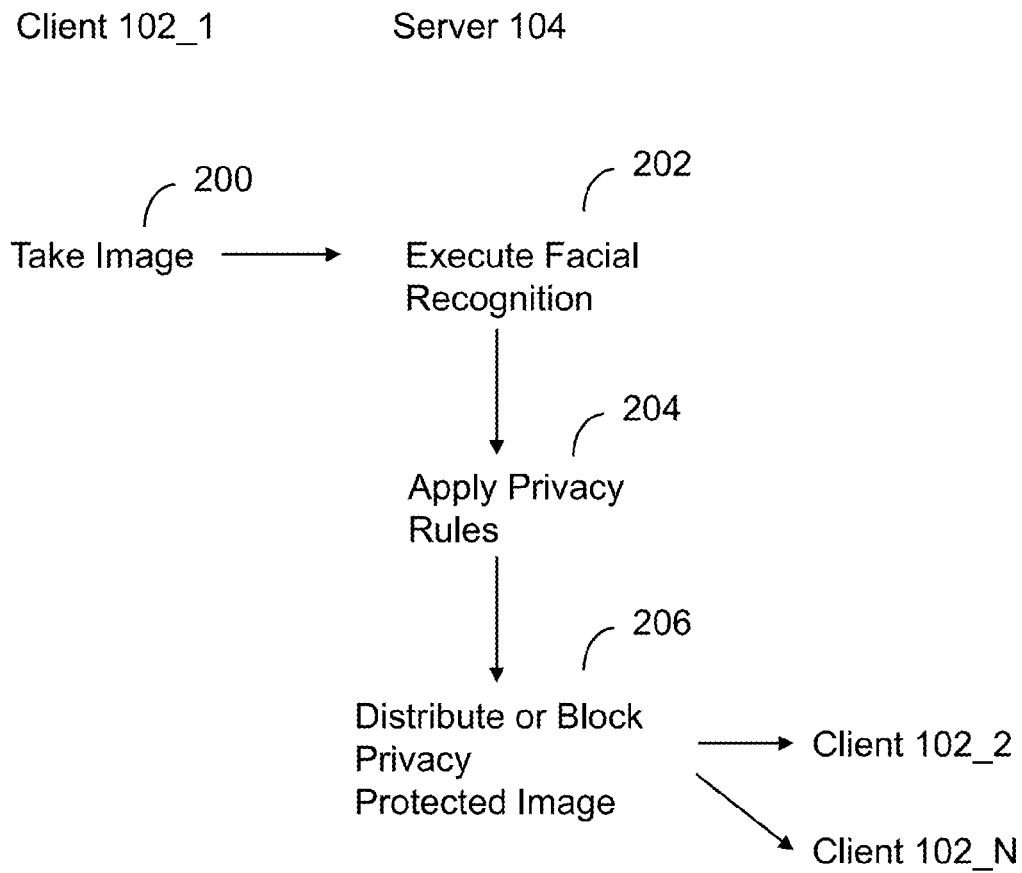 Client 102_1
Server 104
200
202
Take Image
Execute Facial
Recognition
204
Apply Privacy
Rules
206
Distribute or Block
Privacy
Protected Image
Client 102_2
Client 102_N